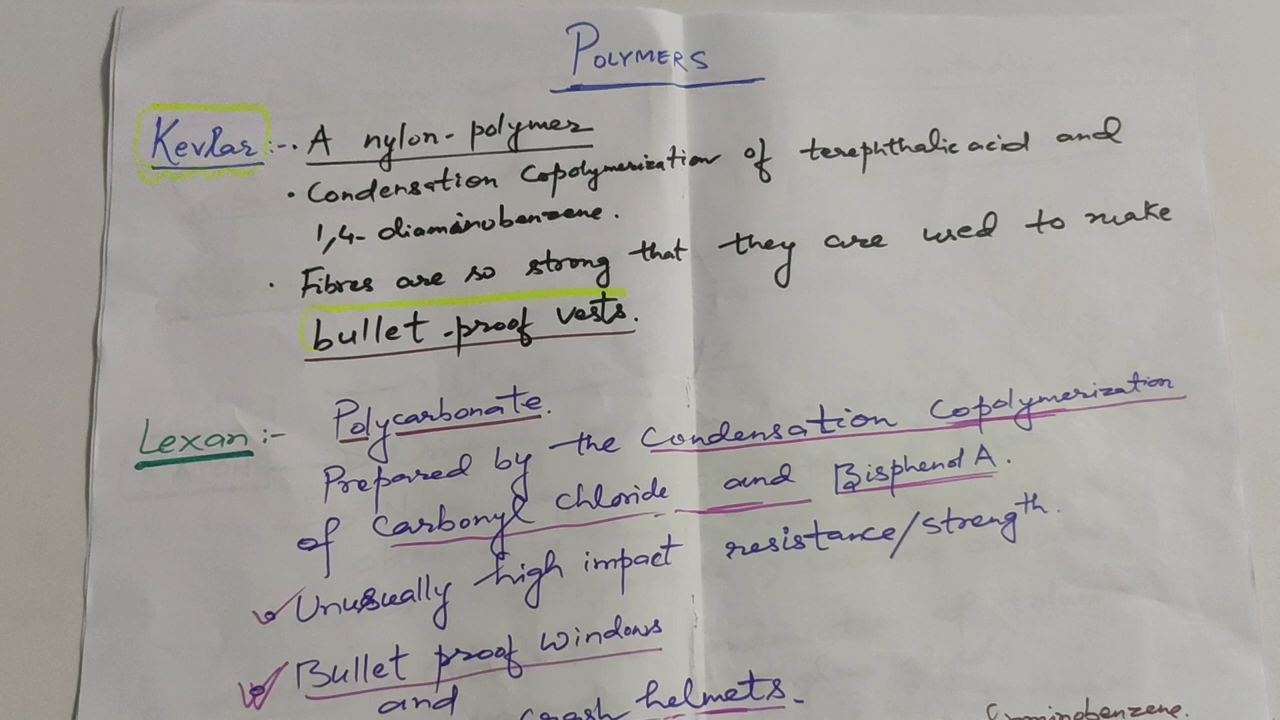 POLYMERS
Kevlar:-. A nylon-polymer
. Condensation Copolymerization of terephthalic acid and
1,4-diaminobenzene.
. Fibres are so strong that they are used to make
bullet-proof vests.
Lexan:- Polycarbonate.
Prepared by the Condensation Copolymerization
of Carbonyl chloride and Bisphenol A.
Unusually high impact resistance/strength.
Bullet proof windows
and crash helmets.